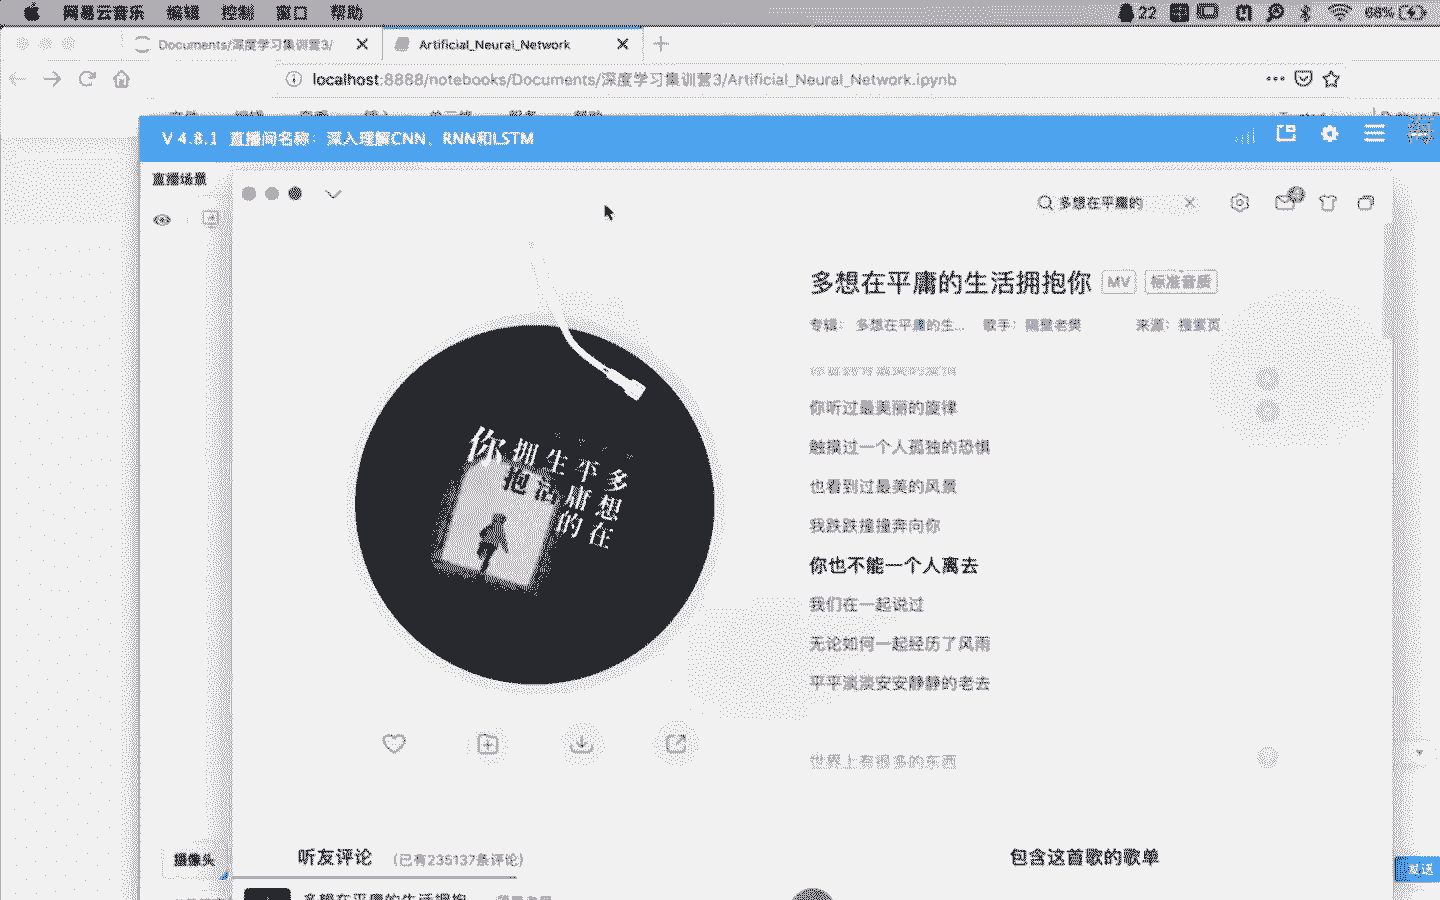 网易云音乐 编辑 控制 窗口 帮助 22 68%
Documents/深度学习集训营3/ Artificial_Neural_Network
localhost:8888/notebooks/Documents/深度学习集训营3/Artificial_Neural_Network.ipynb
V 4.8.1 直播间名称：深入理解CNN、RNN和LSTM
直播场景
多想在平庸的
多想在平庸的生活拥抱你 MV 标准音质
专辑：多想在平庸的生... 歌手：隔壁老樊 来源：搜索页
你听过最美丽的旋律
触摸过一个人孤独的恐惧
也看到过最美的风景
我跌跌撞撞奔向你
你也不能一个人离去
我们在一起说过
无论如何一起经历了风雨
平平淡淡安安静静的老去
世界上有很多的东西
多想在平庸的生活拥抱你
摄像头
听友评论 (已有235137条评论)
包含这首歌的歌单
发送
多想在平庸的生活拥抱